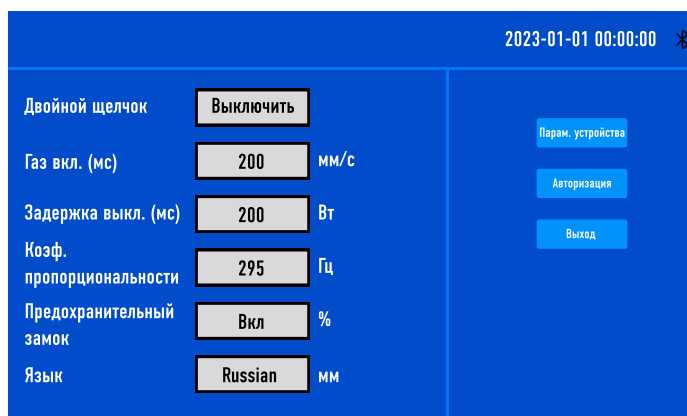 2023-01-01 00:00:00
Двойной щелчок Выключить
Газ вкл. (мс) 200 мм/с
Задержка выкл. (мс) 200 Вт
Коэф.
пропорциональности 295 Гц
Предохранительный
замок Вкл %
Язык Russian мм
Парам. устройства
Авторизация
Выход